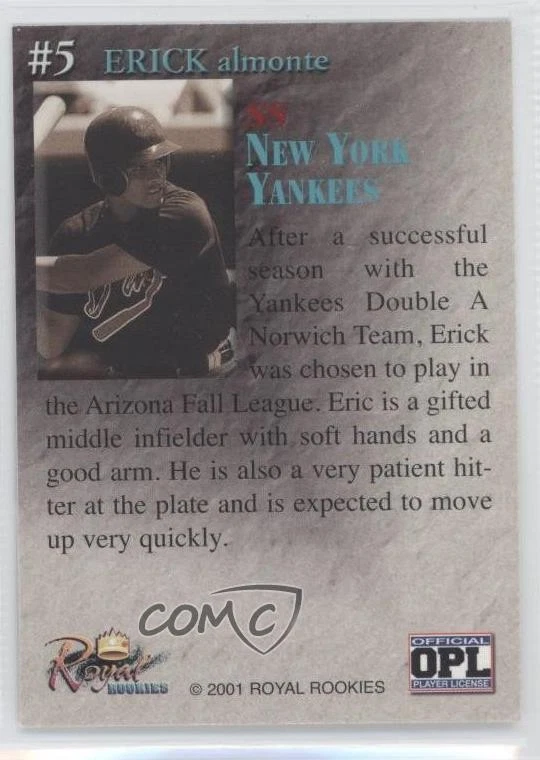 #5 ERICK almonte
SS
NEW YORK
YANKEES
After a successful
season with the
Yankees Double A
Norwich Team, Erick
was chosen to play in
the Arizona Fall League. Eric is a gifted
middle infielder with soft hands and a
good arm. He is also a very patient hit-
ter at the plate and is expected to move
up very quickly.
COMC
Royal
ROOKIES
© 2001 ROYAL ROOKIES
OFFICIAL
OPL
PLAYER LICENSE